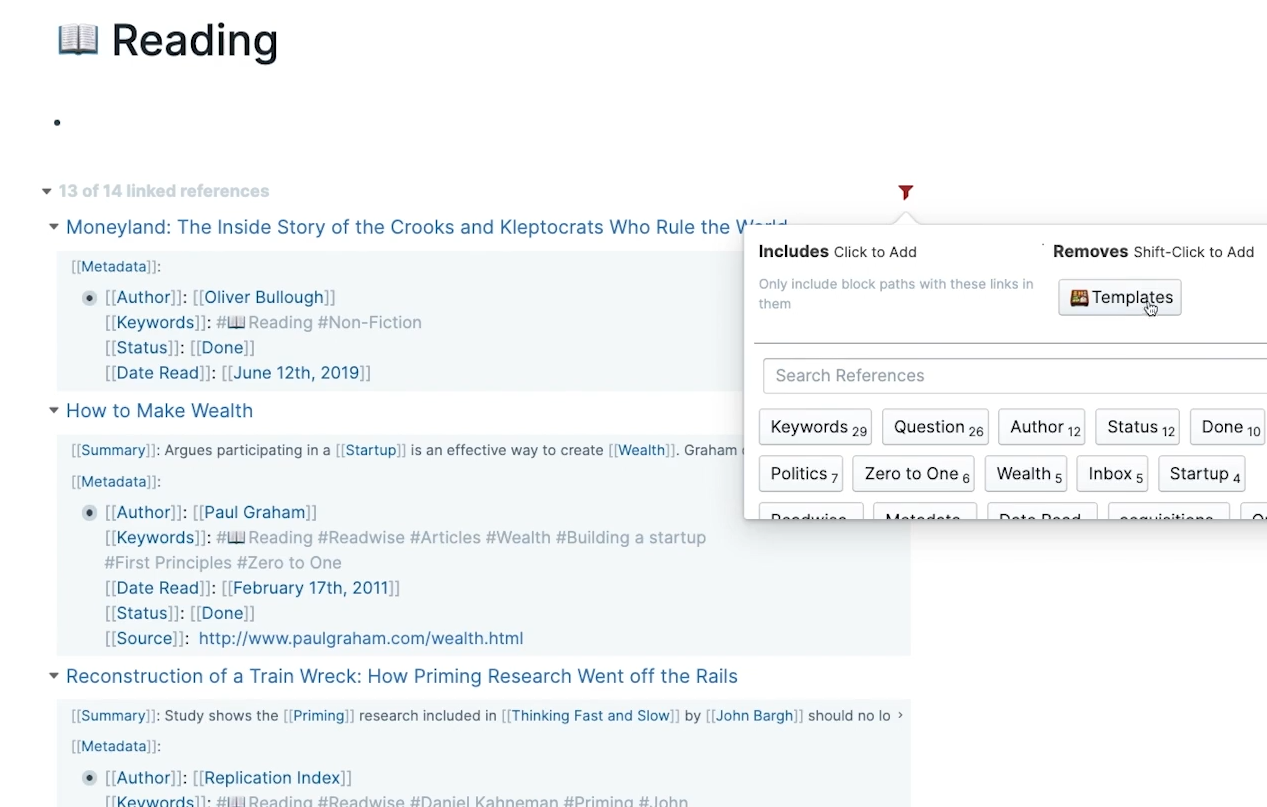 📖 Reading
13 of 14 linked references
Moneyland: The Inside Story of the Crooks and Kleptocrats Who Rule the World
[[Metadata]]:
[[Author]]: [[Oliver Bullough]]
[[Keywords]]: #📖 Reading #Non-Fiction
[[Status]]: [[Done]]
[[Date Read]]: [[June 12th, 2019]]
How to Make Wealth
[[Summary]]: Argues participating in a [[Startup]] is an effective way to create [[Wealth]]. Graham
[[Metadata]]:
[[Author]]: [[Paul Graham]]
[[Keywords]]: #📖 Reading #Readwise #Articles #Wealth #Building a startup
#First Principles #Zero to One
[[Date Read]]: [[February 17th, 2011]]
[[Status]]: [[Done]]
[[Source]]: http://www.paulgraham.com/wealth.html
Reconstruction of a Train Wreck: How Priming Research Went off the Rails
[[Summary]]: Study shows the [[Priming]] research included in [[Thinking Fast and Slow]] by [[John Bargh]] should no lo ›
[[Metadata]]:
[[Author]]: [[Replication Index]]
[[Keywords]]: #📖 Reading #Readwise #Daniel Kahneman #Priming #John
Includes Click to Add
Only include block paths with these links in
them
Removes Shift-Click to Add
Templates
Search References
Keywords 29 Question 26 Author 12 Status 12 Done 10
Politics 7 Zero to One 6 Wealth 5 Inbox 5 Startup 4
Readwise Metadata Date Read acquisitions